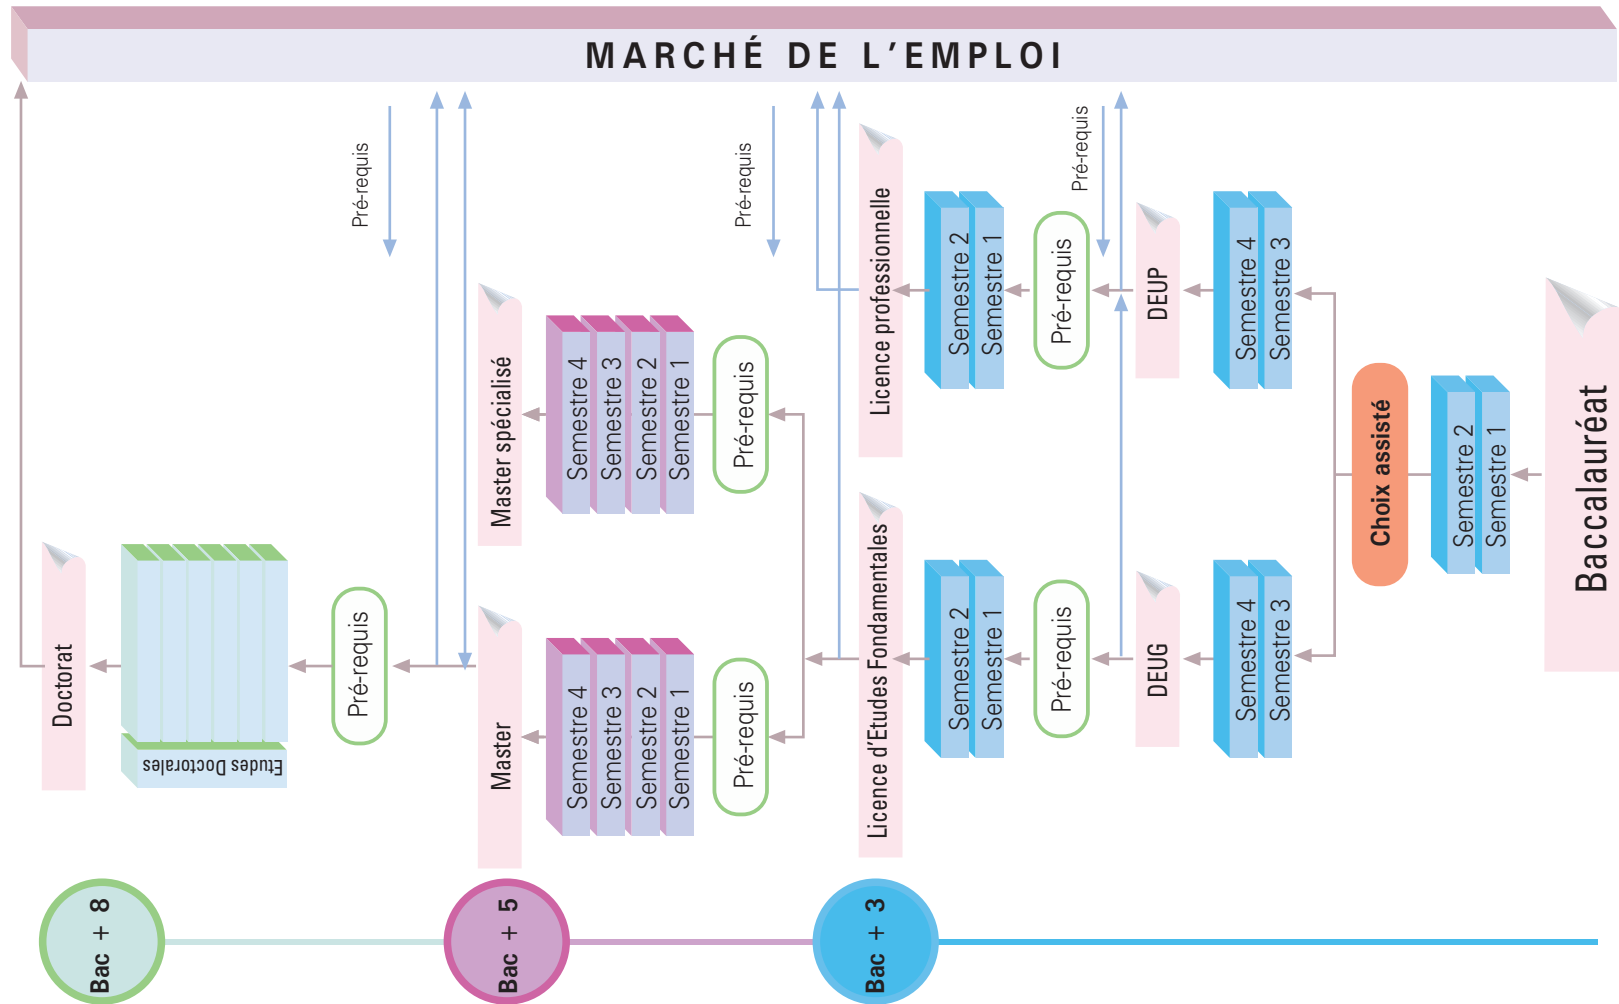 MARCHÉ DE L'EMPLOI
Pré-requis
Pré-requis
Pré-requis
Doctorat
Etudes Doctorales
Pré-requis
Master spécialisé
Semestre 4
Semestre 3
Semestre 2
Semestre 1
Pré-requis
Master
Semestre 4
Semestre 3
Semestre 2
Semestre 1
Pré-requis
Licence professionnelle
Semestre 2
Semestre 1
Pré-requis
DEUP
Semestre 4
Semestre 3
Licence d'Etudes Fondamentales
Semestre 2
Semestre 1
Pré-requis
DEUG
Semestre 4
Semestre 3
Choix assisté
Semestre 2
Semestre 1
Baccalauréat
Bac + 8
Bac + 5
Bac + 3